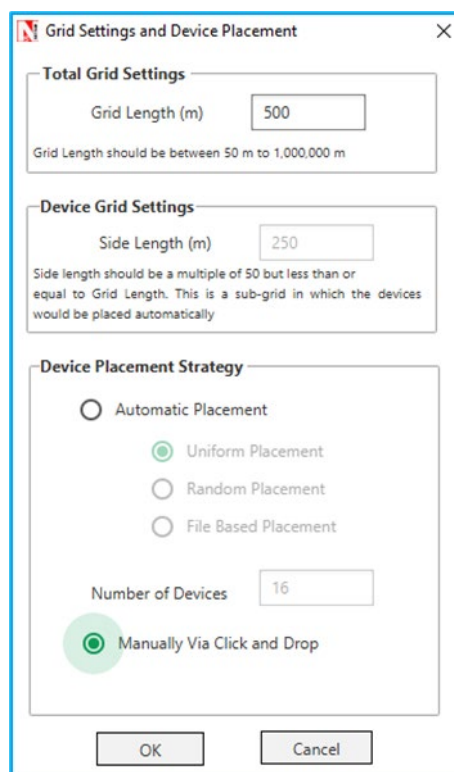 Grid Settings and Device Placement
Total Grid Settings
Grid Length (m) 500
Grid Length should be between 50 m to 1,000,000 m
Device Grid Settings
Side Length (m) 250
Side length should be a multiple of 50 but less than or
equal to Grid Length. This is a sub-grid in which the devices
would be placed automatically
Device Placement Strategy
Automatic Placement
Uniform Placement
Random Placement
File Based Placement
Number of Devices 16
Manually Via Click and Drop
OK Cancel